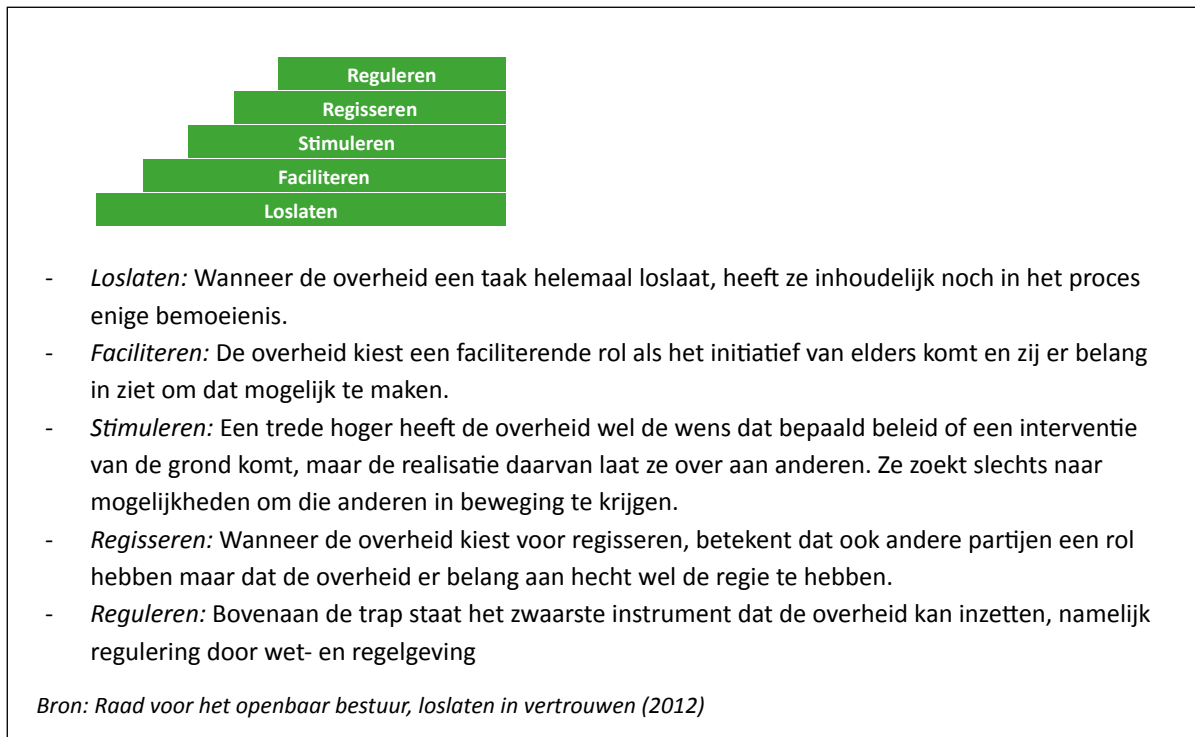 Reguleren
Regisseren
Stimuleren
Faciliteren
Loslaten
- Loslaten: Wanneer de overheid een taak helemaal loslaat, heeft ze inhoudelijk noch in het proces
enige bemoeienis.
- Faciliteren: De overheid kiest een faciliterende rol als het initiatief van elders komt en zij er belang
in ziet om dat mogelijk te maken.
- Stimuleren: Een trede hoger heeft de overheid wel de wens dat bepaald beleid of een interventie
van de grond komt, maar de realisatie daarvan laat ze over aan anderen. Ze zoekt slechts naar
mogelijkheden om die anderen in beweging te krijgen.
- Regisseren: Wanneer de overheid kiest voor regisseren, betekent dat ook andere partijen een rol
hebben maar dat de overheid er belang aan hecht wel de regie te hebben.
- Reguleren: Bovenaan de trap staat het zwaarste instrument dat de overheid kan inzetten, namelijk
regulering door wet- en regelgeving
Bron: Raad voor het openbaar bestuur, loslaten in vertrouwen (2012)